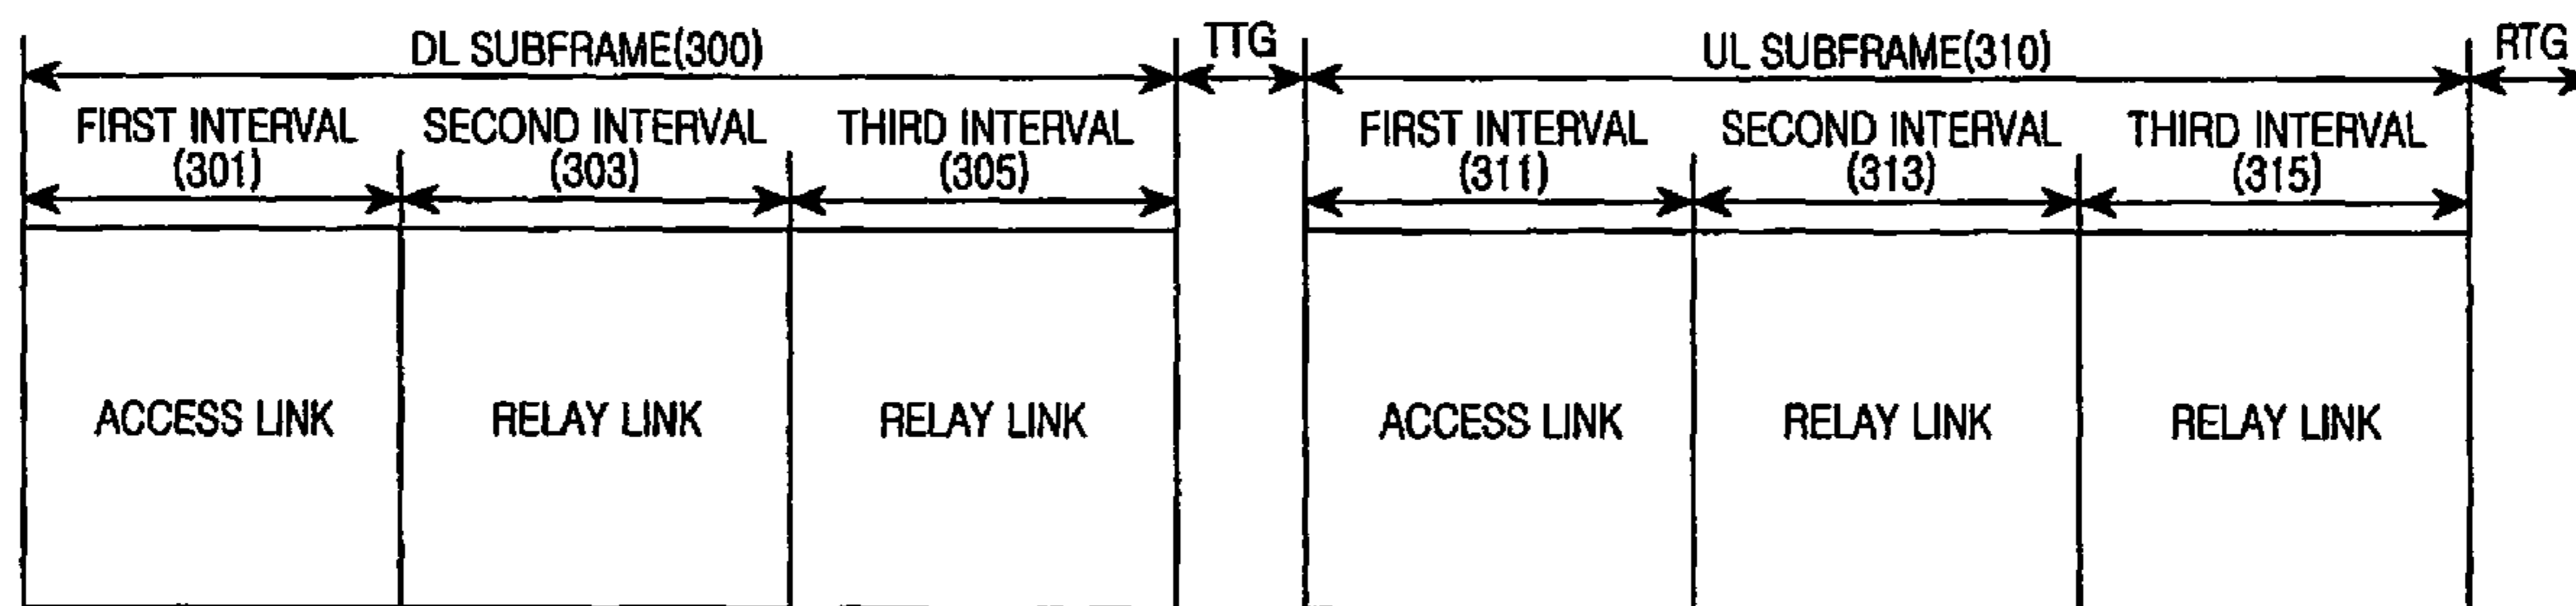 DL SUBFRAME(300)
TTG
UL SUBFRAME(310)
RTG
FIRST INTERVAL
(301)
SECOND INTERVAL
(303)
THIRD INTERVAL
(305)
FIRST INTERVAL
(311)
SECOND INTERVAL
(313)
THIRD INTERVAL
(315)
ACCESS LINK
RELAY LINK
RELAY LINK
ACCESS LINK
RELAY LINK
RELAY LINK